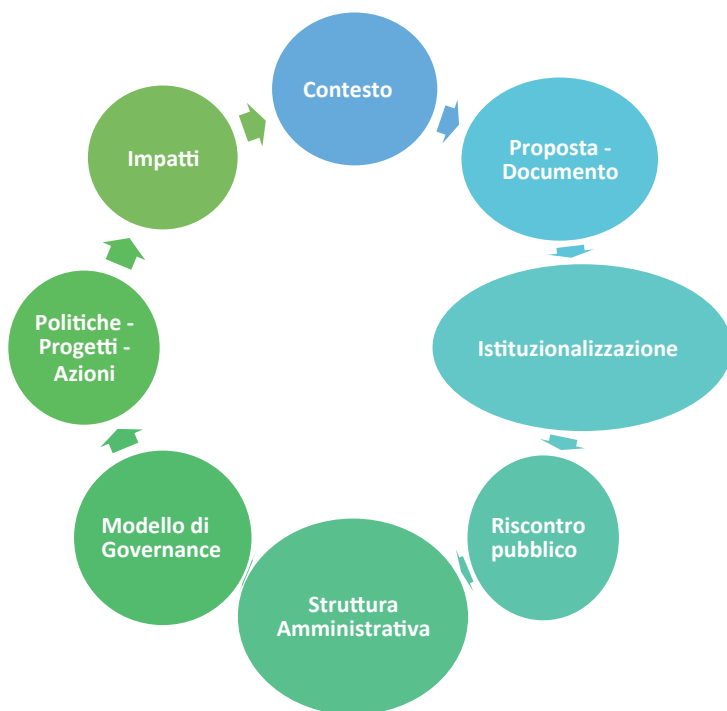 Contesto
Proposta -
Documento
Istituzionalizzazione
Riscontro
pubblico
Struttura
Amministrativa
Modello di
Governance
Politiche -
Progetti -
Azioni
Impatti